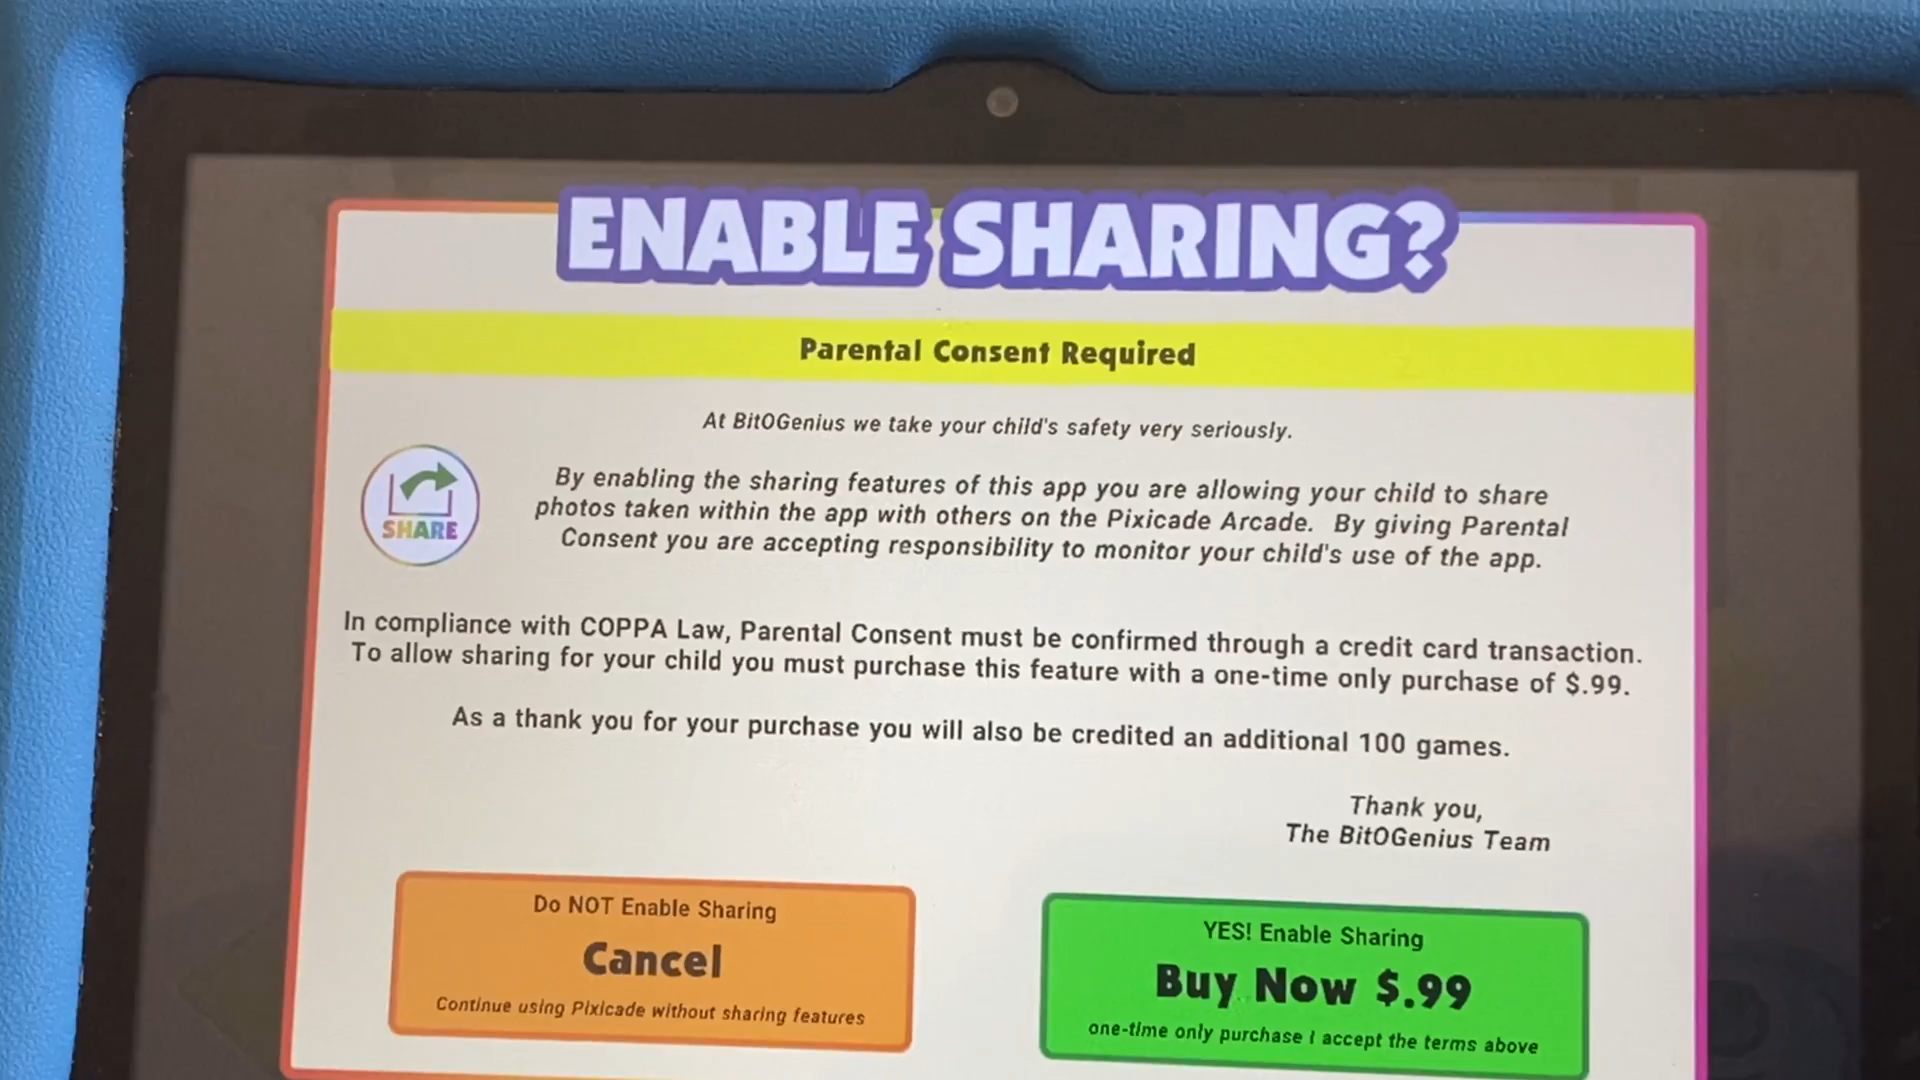 ENABLE SHARING?
Parental Consent Required
At BitOGenius we take your child's safety very seriously.
SHARE
By enabling the sharing features of this app you are allowing your child to share
photos taken within the app with others on the Pixicade Arcade. By giving Parental
Consent you are accepting responsibility to monitor your child's use of the app.
In compliance with COPPA Law, Parental Consent must be confirmed through a credit card transaction.
To allow sharing for your child you must purchase this feature with a one-time only purchase of $.99.
As a thank you for your purchase you will also be credited an additional 100 games.
Thank you,
The BitOGenius Team
Do NOT Enable Sharing
Cancel
Continue using Pixicade without sharing features
YES! Enable Sharing
Buy Now $.99
one-time only purchase I accept the terms above